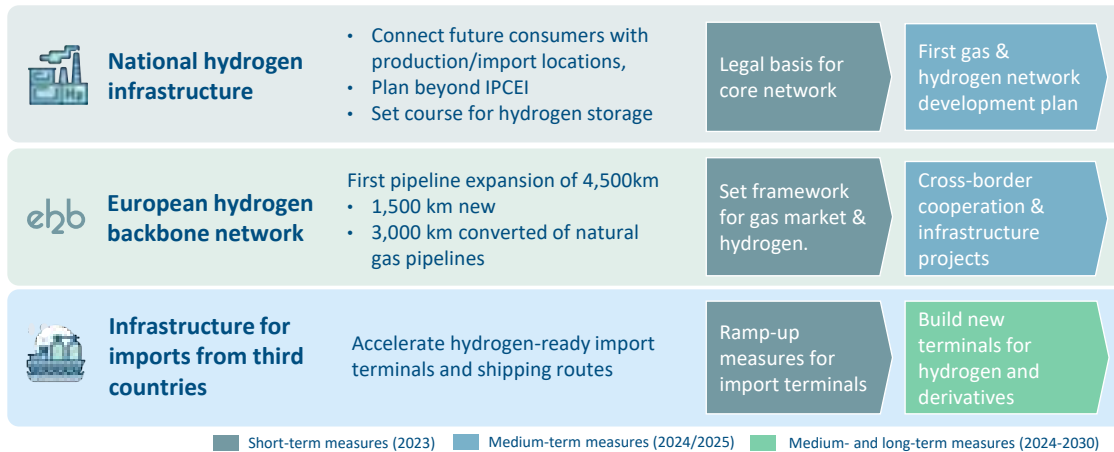 National hydrogen
infrastructure
• Connect future consumers with
production/import locations,
• Plan beyond IPCEI
• Set course for hydrogen storage
Legal basis for
core network
First gas &
hydrogen network
development plan
eh2b
European hydrogen
backbone network
First pipeline expansion of 4,500km
• 1,500 km new
• 3,000 km converted of natural
gas pipelines
Set framework
for gas market &
hydrogen.
Cross-border
cooperation &
infrastructure
projects
Infrastructure for
imports from third
countries
Accelerate hydrogen-ready import
terminals and shipping routes
Ramp-up
measures for
import terminals
Build new
terminals for
hydrogen and
derivatives
Short-term measures (2023)
Medium-term measures (2024/2025)
Medium- and long-term measures (2024-2030)